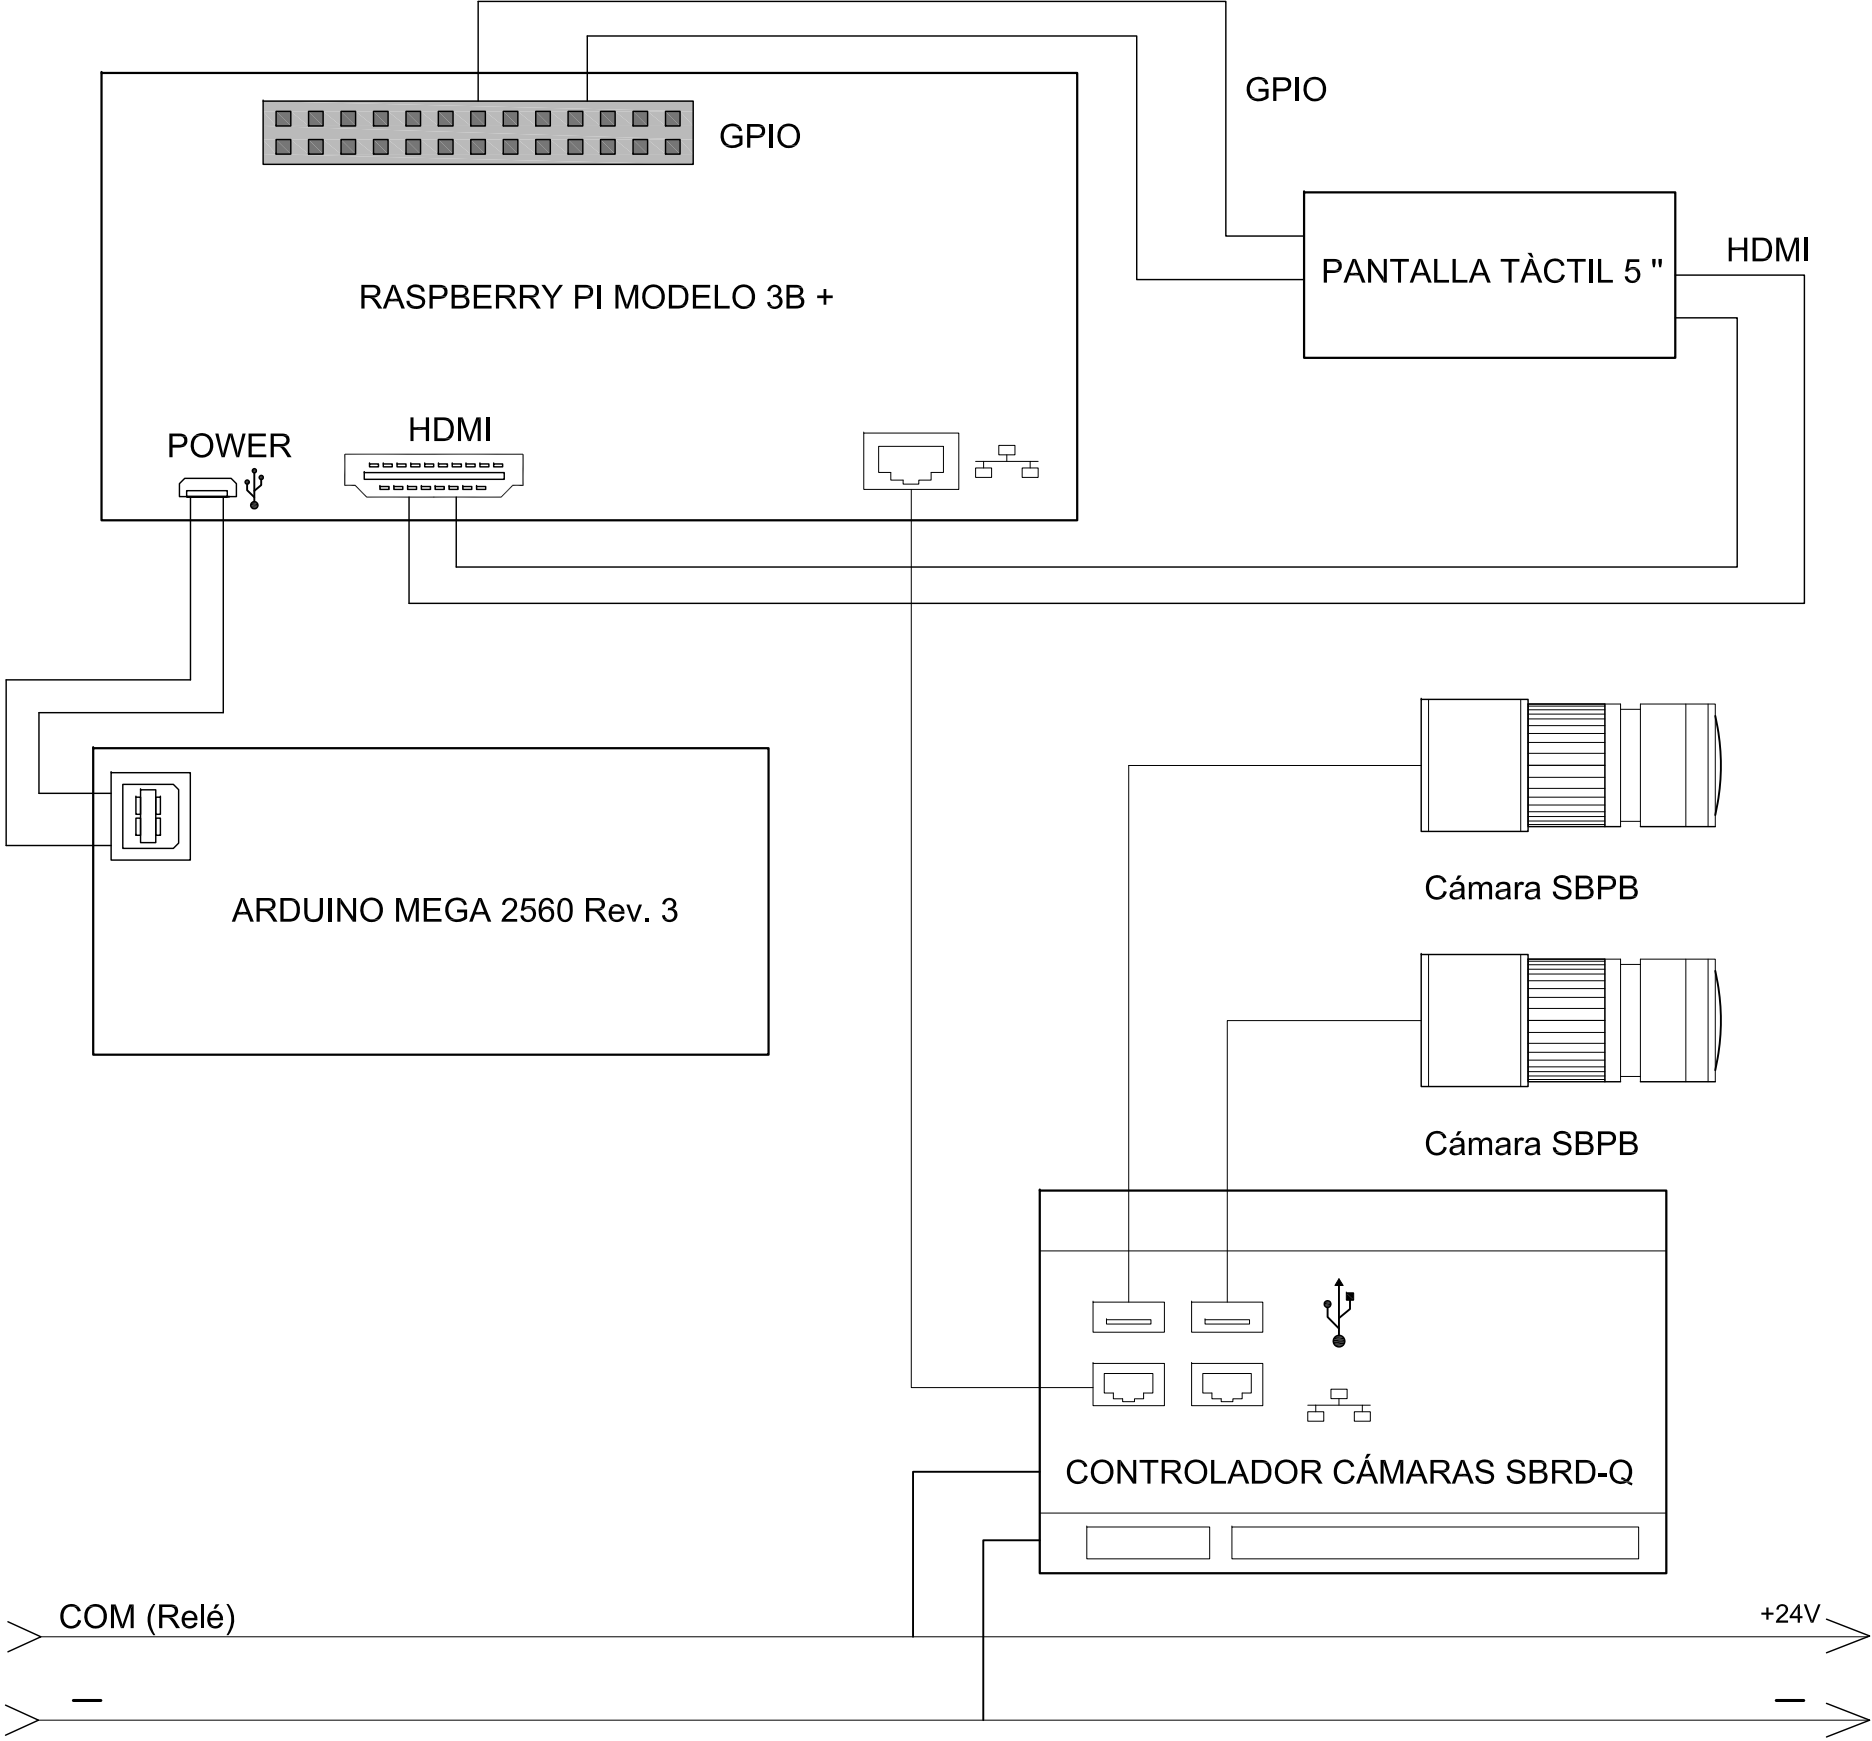 GPIO
GPIO
RASPBERRY PI MODELO 3B +
PANTALLA TÀCTIL 5 "
HDMI
POWER
HDMI
ARDUINO MEGA 2560 Rev. 3
Cámara SBPB
Cámara SBPB
CONTROLADOR CÁMARAS SBRD-Q
COM (Relé)
+24V
—
—